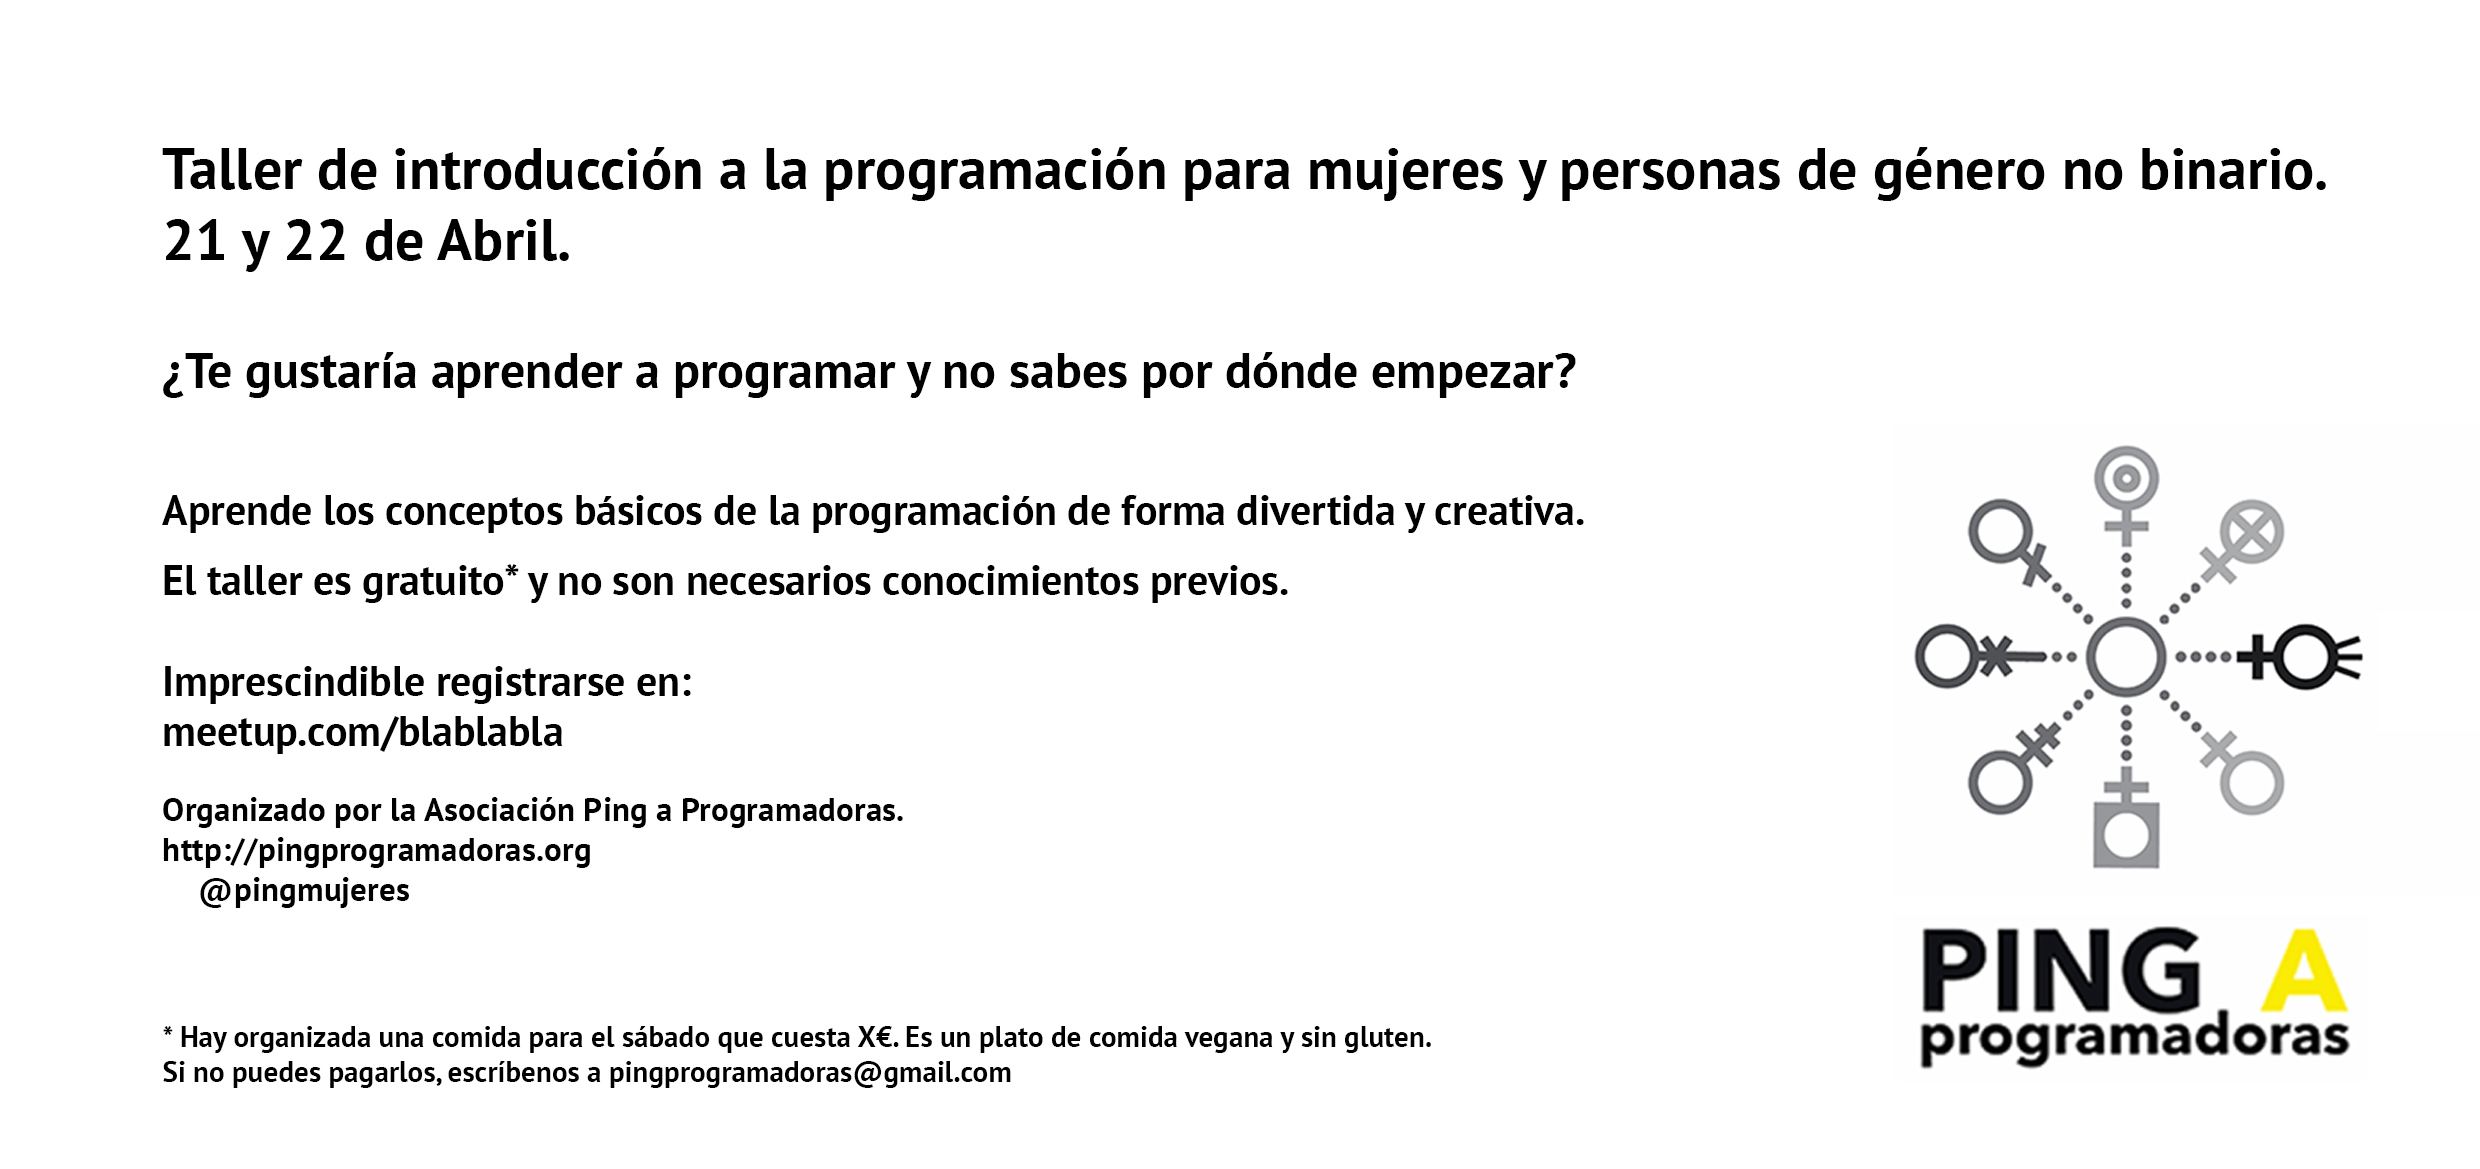 Taller de introducción a la programación para mujeres y personas de género no binario.
21 y 22 de Abril.
¿Te gustaría aprender a programar y no sabes por dónde empezar?
Aprende los conceptos básicos de la programación de forma divertida y creativa.
El taller es gratuito* y no son necesarios conocimientos previos.
Imprescindible registrarse en:
meetup.com/blablabla
Organizado por la Asociación Ping a Programadoras.
http://pingprogramadoras.org
@pingmujeres
* Hay organizada una comida para el sábado que cuesta X€. Es un plato de comida vegana y sin gluten.
Si no puedes pagarlos, escríbenos a pingprogramadoras@gmail.com
PING A
programadoras